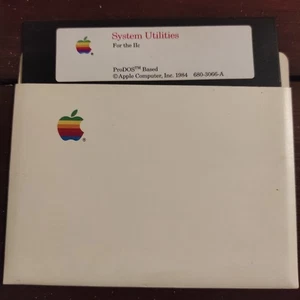 System Utilities
For the IIc
ProDOS™ Based
©Apple Computer, Inc. 1984 680-5066-A